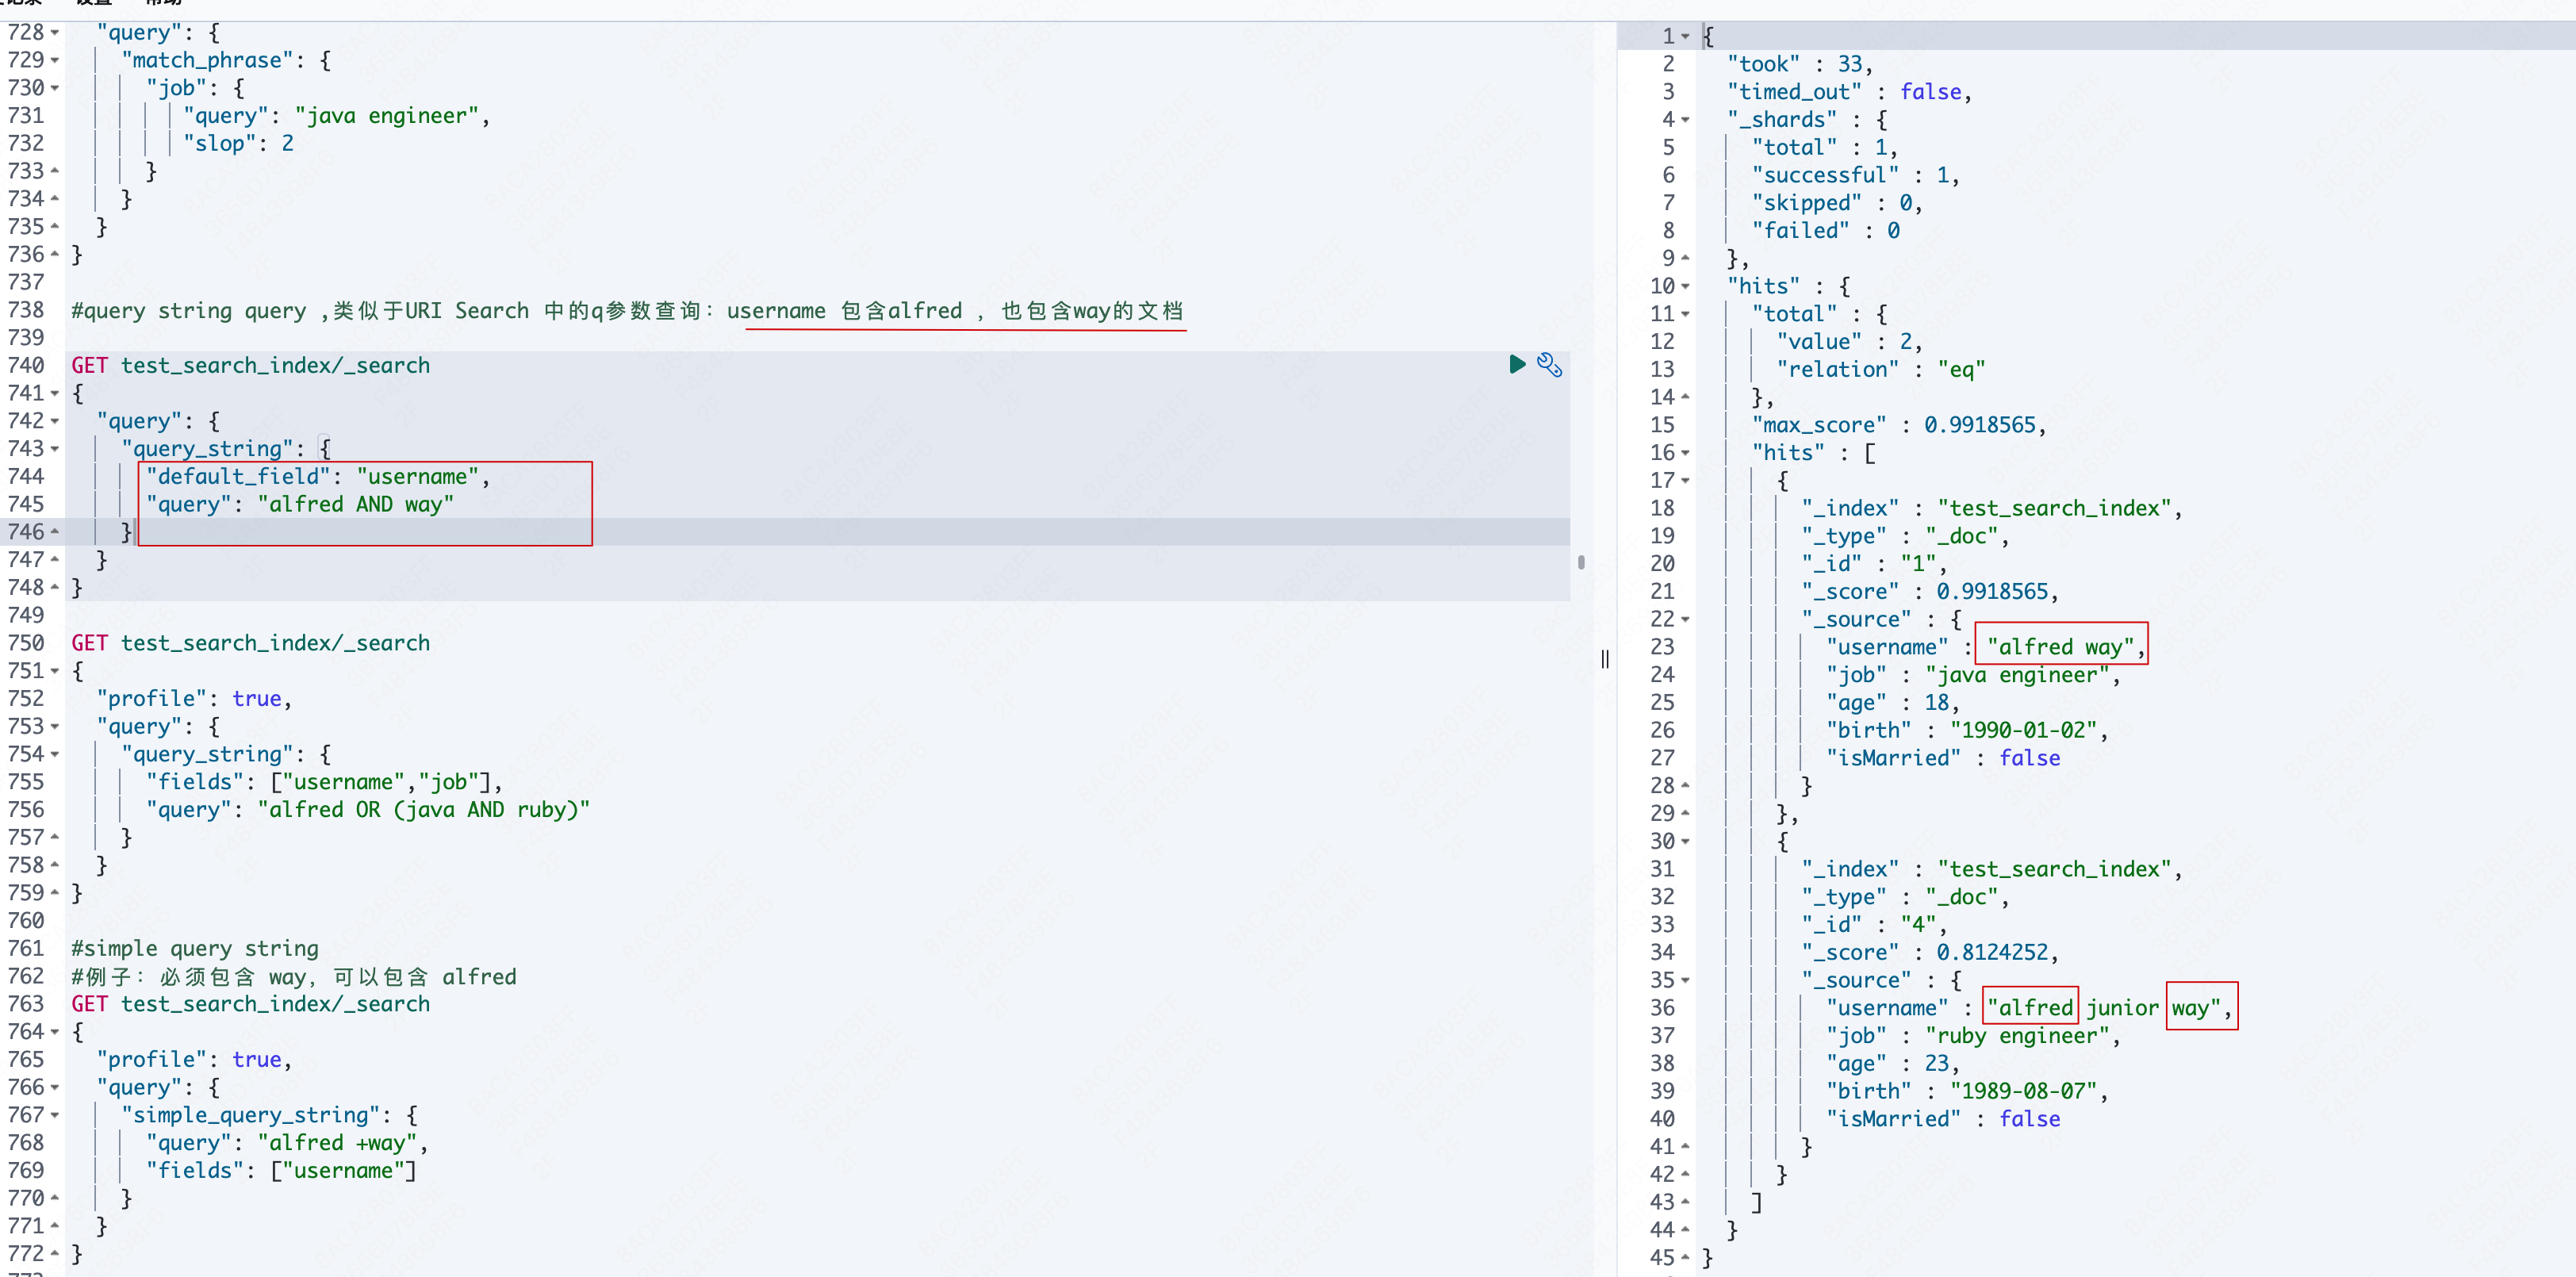 728 "query": {
729 "match_phrase": {
730 "job": {
731 "query": "java engineer",
732 "slop": 2
733 }
734 }
735 }
736 }
737
738 #query string query ,类似于URI Search 中的q参数查询：username 包含alfred ，也包含way的文档
739
740 GET test_search_index/_search
741 {
742 "query": {
743 "query_string": {
744 "default_field": "username",
745 "query": "alfred AND way"
746 }
747 }
748 }
749
750 GET test_search_index/_search
751 {
752 "profile": true,
753 "query": {
754 "query_string": {
755 "fields": ["username","job"],
756 "query": "alfred OR (java AND ruby)"
757 }
758 }
759 }
760
761 #simple query string
762 #例子：必须包含 way，可以包含 alfred
763 GET test_search_index/_search
764 {
765 "profile": true,
766 "query": {
767 "simple_query_string": {
768 "query": "alfred +way",
769 "fields": ["username"]
770 }
771 }
772 }
1 {
2 "took" : 33,
3 "timed_out" : false,
4 "_shards" : {
5 "total" : 1,
6 "successful" : 1,
7 "skipped" : 0,
8 "failed" : 0
9 },
10 "hits" : {
11 "total" : {
12 "value" : 2,
13 "relation" : "eq"
14 },
15 "max_score" : 0.9918565,
16 "hits" : [
17 {
18 "_index" : "test_search_index",
19 "_type" : "_doc",
20 "_id" : "1",
21 "_score" : 0.9918565,
22 "_source" : {
23 "username" : "alfred way",
24 "job" : "java engineer",
25 "age" : 18,
26 "birth" : "1990-01-02",
27 "isMarried" : false
28 }
29 },
30 {
31 "_index" : "test_search_index",
32 "_type" : "_doc",
33 "_id" : "4",
34 "_score" : 0.8124252,
35 "_source" : {
36 "username" : "alfred junior way",
37 "job" : "ruby engineer",
38 "age" : 23,
39 "birth" : "1989-08-07",
40 "isMarried" : false
41 }
42 }
43 ]
44 }
45 }